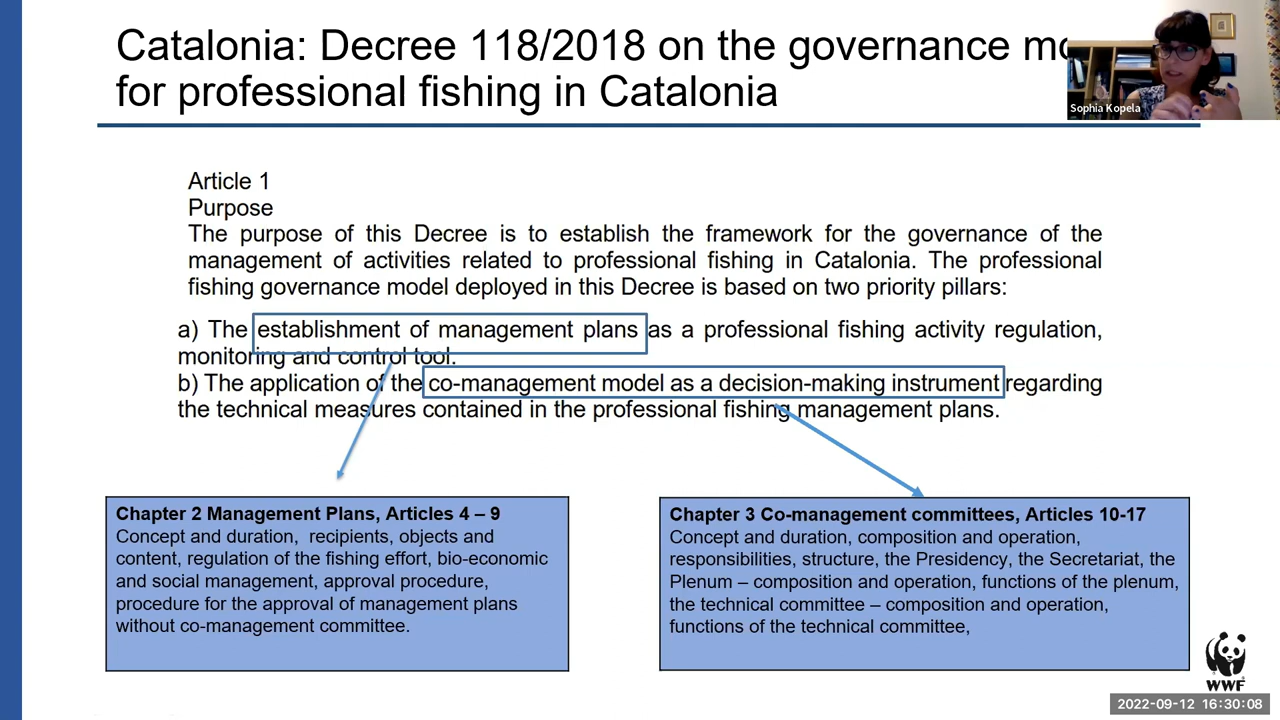 Catalonia: Decree 118/2018 on the governance mo
for professional fishing in Catalonia
Sophia Kopela
Article 1
Purpose
The purpose of this Decree is to establish the framework for the governance of the
management of activities related to professional fishing in Catalonia. The professional
fishing governance model deployed in this Decree is based on two priority pillars:
a) The establishment of management plans as a professional fishing activity regulation,
monitoring and control tool.
b) The application of the co-management model as a decision-making instrument regarding
the technical measures contained in the professional fishing management plans.
Chapter 2 Management Plans, Articles 4 – 9
Concept and duration, recipients, objects and
content, regulation of the fishing effort, bio-economic
and social management, approval procedure,
procedure for the approval of management plans
without co-management committee.
Chapter 3 Co-management committees, Articles 10-17
Concept and duration, composition and operation,
responsibilities, structure, the Presidency, the Secretariat, the
Plenum – composition and operation, functions of the plenum,
the technical committee – composition and operation,
functions of the technical committee,
WWF
2022-09-12 16:30:08